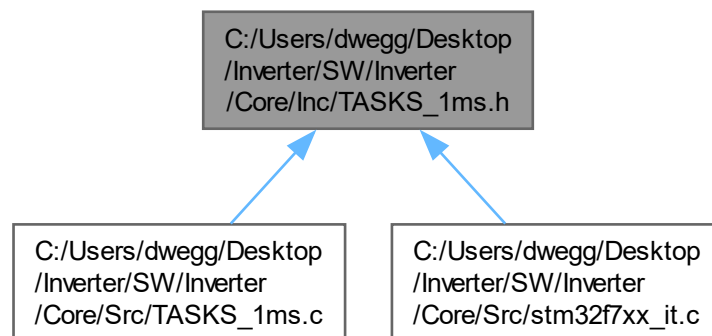 C:/Users/dwegg/Desktop
/Inverter/SW/Inverter
/Core/Inc/TASKS_1ms.h
C:/Users/dwegg/Desktop
/Inverter/SW/Inverter
/Core/Src/TASKS_1ms.c
C:/Users/dwegg/Desktop
/Inverter/SW/Inverter
/Core/Src/stm32f7xx_it.c